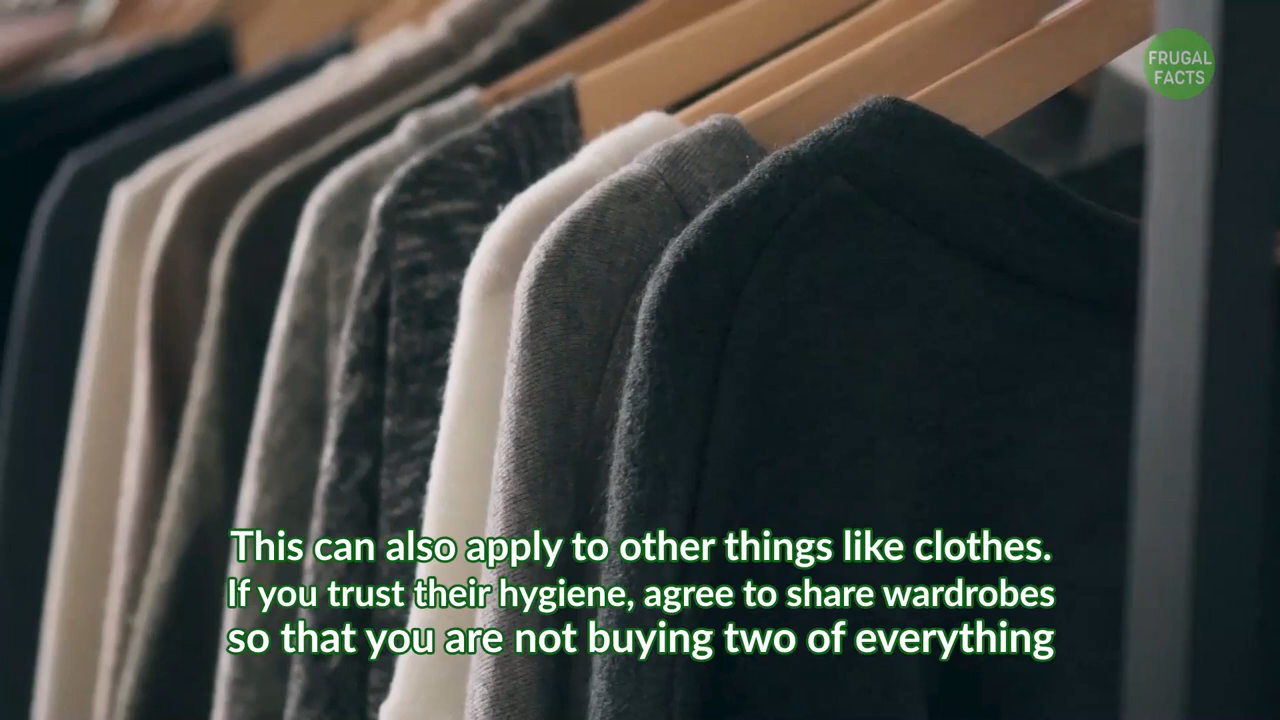 FRUGAL
FACTS
This can also apply to other things like clothes.
If you trust their hygiene, agree to share wardrobes
so that you are not buying two of everything